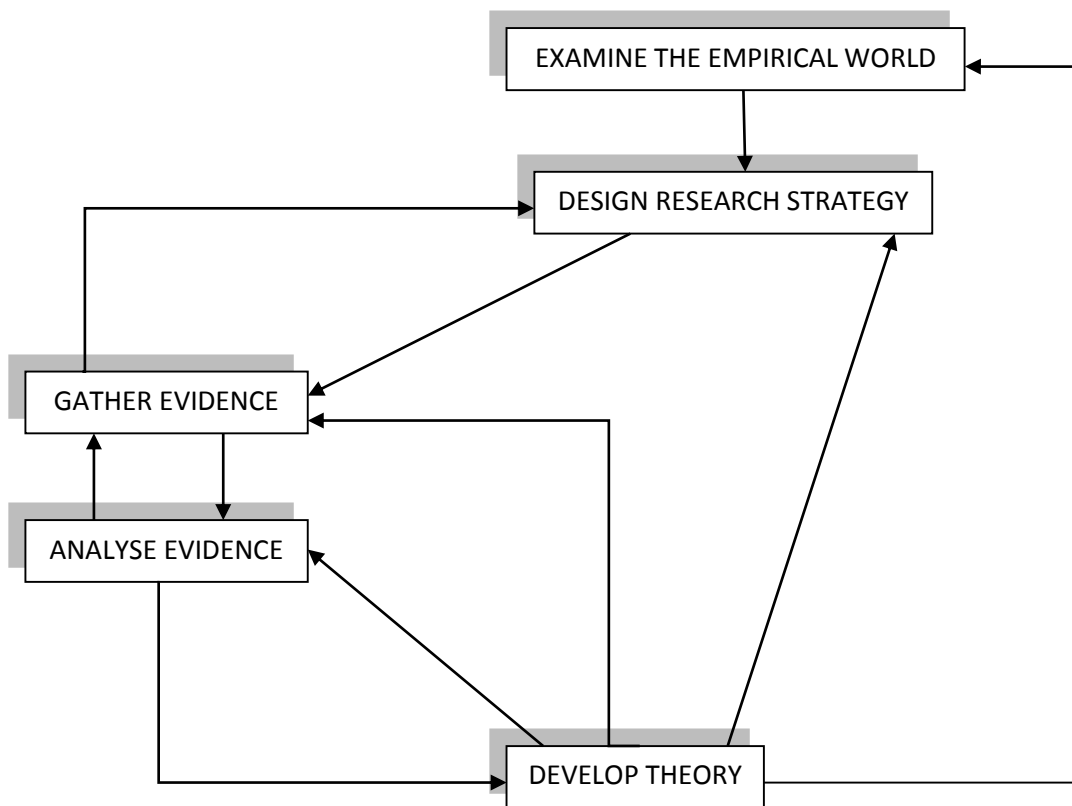 EXAMINE THE EMPIRICAL WORLD
DESIGN RESEARCH STRATEGY
GATHER EVIDENCE
ANALYSE EVIDENCE
DEVELOP THEORY